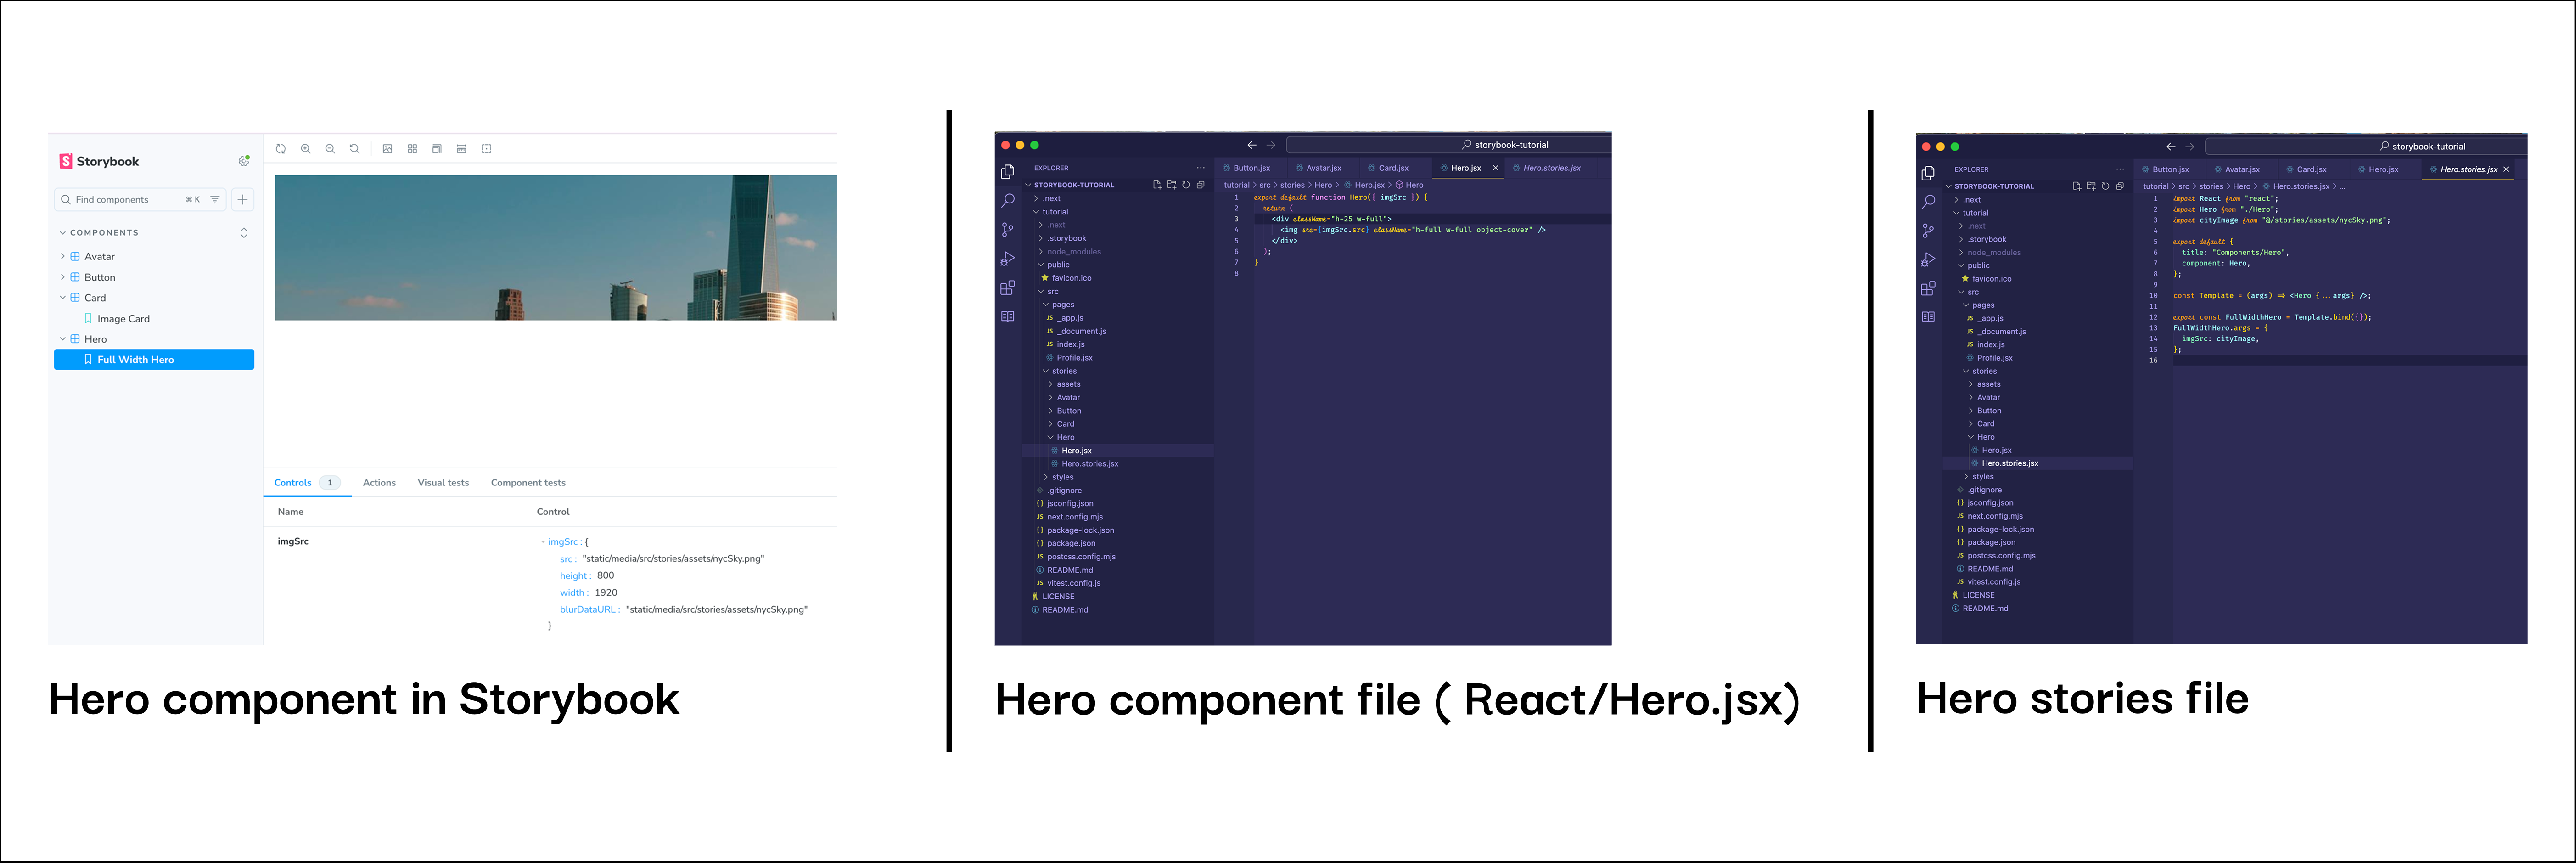 Storybook
Find components
⌘ K
COMPONENTS
Avatar
Button
Card
Image Card
Hero
Full Width Hero
Controls 1 Actions Visual tests Component tests
Name Control
imgSrc
- imgSrc : {
src : "static/media/src/stories/assets/nycSky.png"
height : 800
width : 1920
blurDataURL : "static/media/src/stories/assets/nycSky.png"
}
Hero component in Storybook
storybook-tutorial
EXPLORER ...
STORYBOOK-TUTORIAL
.next
tutorial
.next
.storybook
node_modules
public
favicon.ico
src
pages
JS _app.js
JS _document.js
JS index.js
Profile.jsx
stories
assets
Avatar
Button
Card
Hero
Hero.jsx
Hero.stories.jsx
styles
.gitignore
{} jsconfig.json
JS next.config.mjs
{} package-lock.json
{} package.json
JS postcss.config.mjs
README.md
JS vitest.config.js
LICENSE
README.md
Button.jsx Avatar.jsx Card.jsx Hero.jsx Hero.stories.jsx
tutorial > src > stories > Hero > Hero.jsx > Hero
1 export default function Hero({ imgSrc }) {
2 return (
3 <div className="h-25 w-full">
4 <img src={imgSrc.src} className="h-full w-full object-cover" />
5 </div>
6 );
7 }
8
Hero component file ( React/Hero.jsx)
storybook-tutorial
EXPLORER ...
STORYBOOK-TUTORIAL
.next
tutorial
.next
.storybook
node_modules
public
favicon.ico
src
pages
JS _app.js
JS _document.js
JS index.js
Profile.jsx
stories
assets
Avatar
Button
Card
Hero
Hero.jsx
Hero.stories.jsx
styles
.gitignore
{} jsconfig.json
JS next.config.mjs
{} package-lock.json
{} package.json
JS postcss.config.mjs
README.md
JS vitest.config.js
LICENSE
README.md
Button.jsx Avatar.jsx Card.jsx Hero.jsx Hero.stories.jsx
tutorial > src > stories > Hero > Hero.stories.jsx > ...
1 import React from "react";
2 import Hero from "./Hero";
3 import cityImage from "@/stories/assets/nycSky.png";
4
5 export default {
6 title: "Components/Hero",
7 component: Hero,
8 };
9
10 const Template = (args) => <Hero {...args} />;
11
12 export const FullWidthHero = Template.bind({});
13 FullWidthHero.args = {
14 imgSrc: cityImage,
15 };
16
Hero stories file